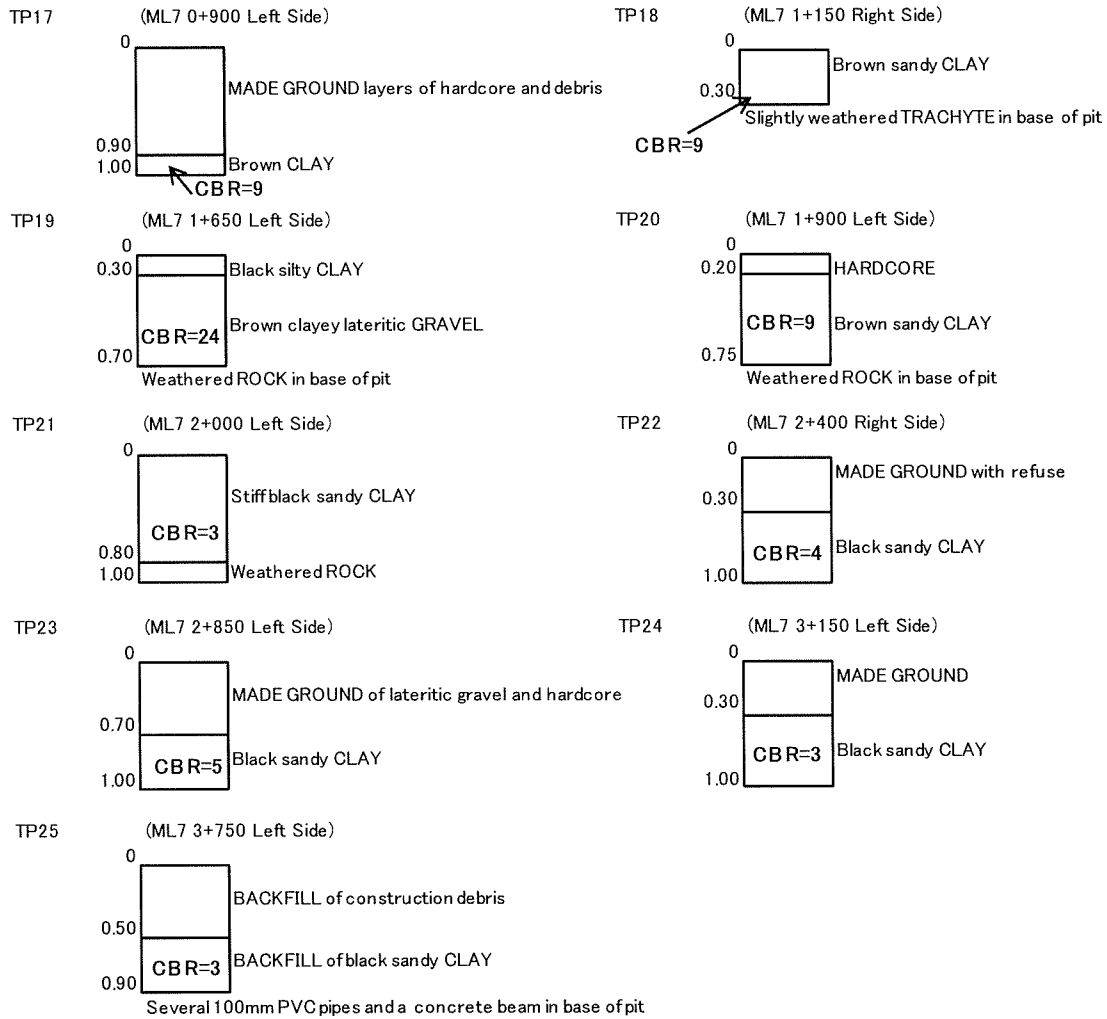 TP17 (ML7 0+900 Left Side)
0
MADE GROUND layers of hardcore and debris
0.90
1.00
Brown CLAY
CBR=9
TP18 (ML7 1+150 Right Side)
0
Brown sandy CLAY
0.30
Slightly weathered TRACHYTE in base of pit
CBR=9
TP19 (ML7 1+650 Left Side)
0
0.30
Black silty CLAY
CBR=24
Brown clayey lateritic GRAVEL
0.70
Weathered ROCK in base of pit
TP20 (ML7 1+900 Left Side)
0
0.20
HARDCORE
CBR=9
Brown sandy CLAY
0.75
Weathered ROCK in base of pit
TP21 (ML7 2+000 Left Side)
0
Stiff black sandy CLAY
CBR=3
0.80
1.00
Weathered ROCK
TP22 (ML7 2+400 Right Side)
0
MADE GROUND with refuse
0.30
CBR=4
Black sandy CLAY
1.00
TP23 (ML7 2+850 Left Side)
0
MADE GROUND of lateritic gravel and hardcore
0.70
CBR=5
Black sandy CLAY
1.00
TP24 (ML7 3+150 Left Side)
0
MADE GROUND
0.30
CBR=3
Black sandy CLAY
1.00
TP25 (ML7 3+750 Left Side)
0
BACKFILL of construction debris
0.50
CBR=3
BACKFILL of black sandy CLAY
0.90
Several 100mm PVC pipes and a concrete beam in base of pit